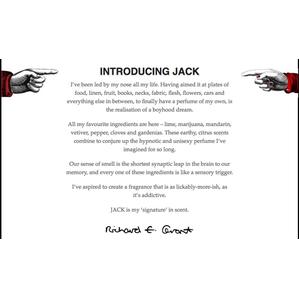 INTRODUCING JACK
I've been led by my nose all my life. Having aimed it at plates of
food, linen, fruit, books, necks, fabric, flesh, flowers, cars and
everything else in between, to finally have a perfume of my own, is
the realisation of a boyhood dream.
All my favourite ingredients are here – lime, marijuana, mandarin,
vetiver, pepper, cloves and gardenias. These earthy, citrus scents
combine to conjure up the hypnotic and unisexy perfume I've
imagined for so long.
Our sense of smell is the shortest synaptic leap in the brain to our
memory, and every one of these ingredients is like a sensory trigger.
I've aspired to create a fragrance that is as lickably-more-ish, as
it's addictive.
JACK is my 'signature' in scent.
Richard E. Grant